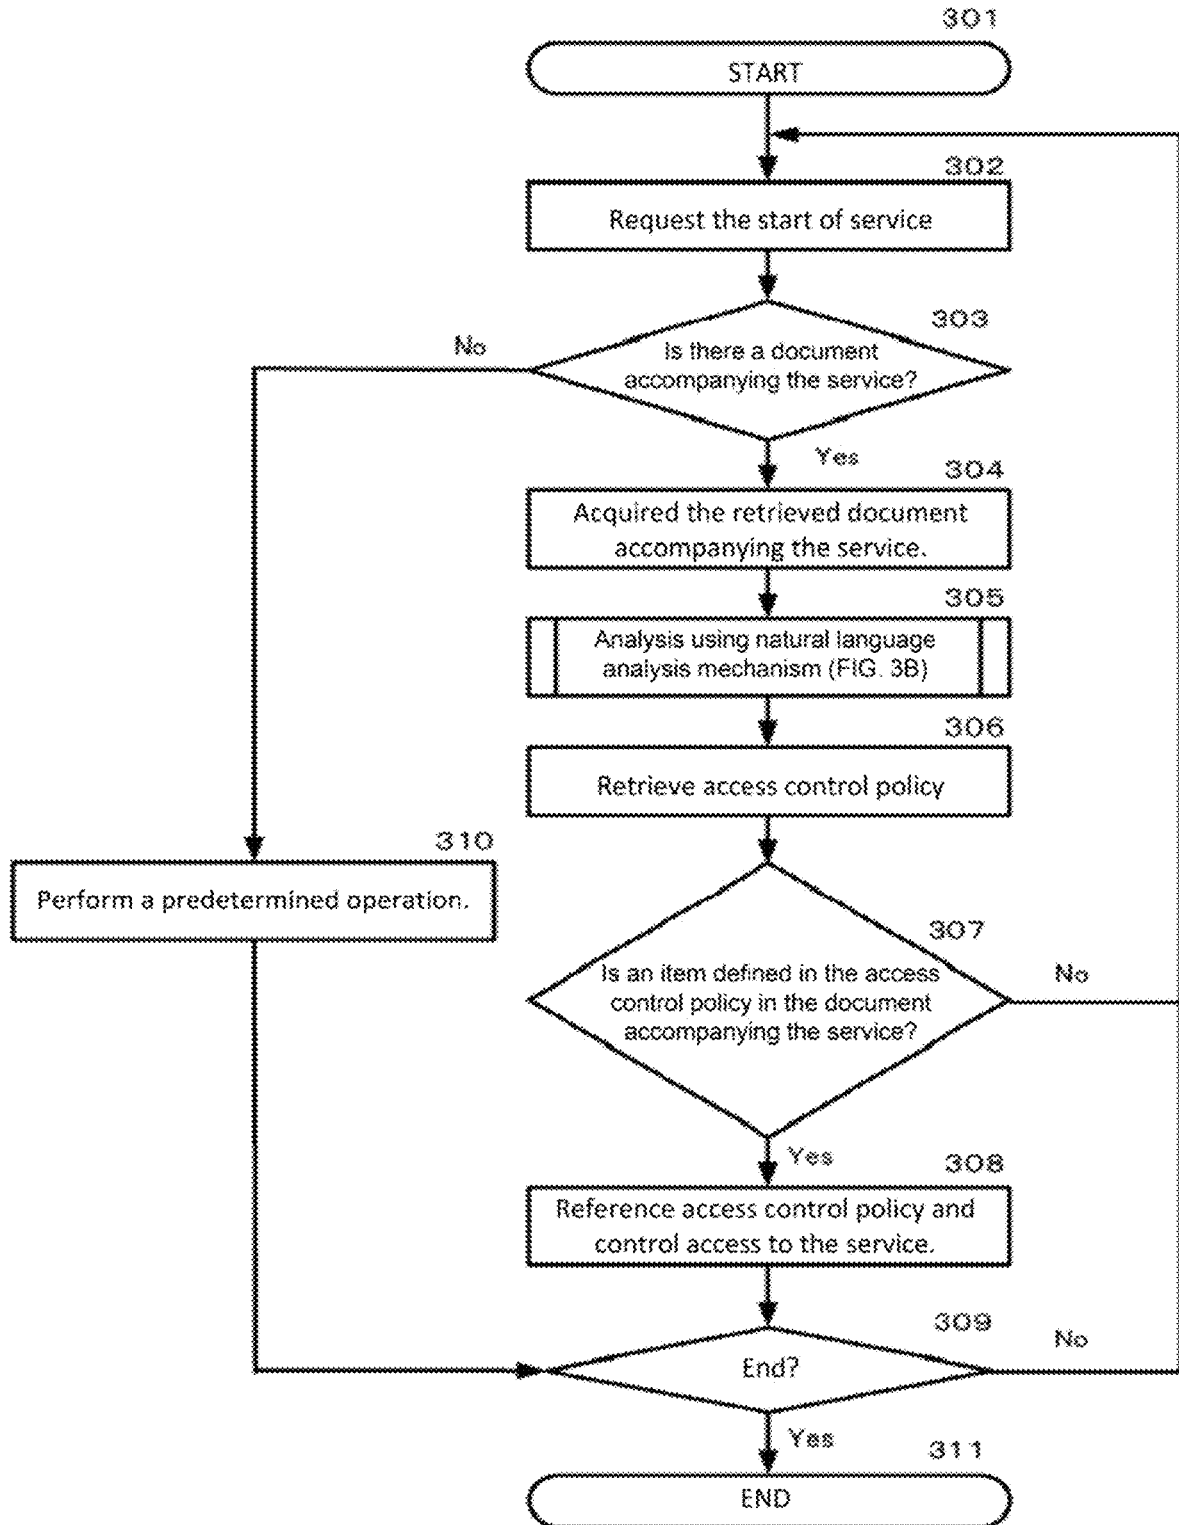 301
START
302
Request the start of service
303
No
Is there a document
accompanying the service?
Yes
304
Acquired the retrieved document
accompanying the service.
305
Analysis using natural language
analysis mechanism (FIG. 3B)
306
Retrieve access control policy
310
Perform a predetermined operation.
307
Is an item defined in the access
control policy in the document
accompanying the service?
No
Yes
308
Reference access control policy and
control access to the service.
309
End?
No
Yes
311
END